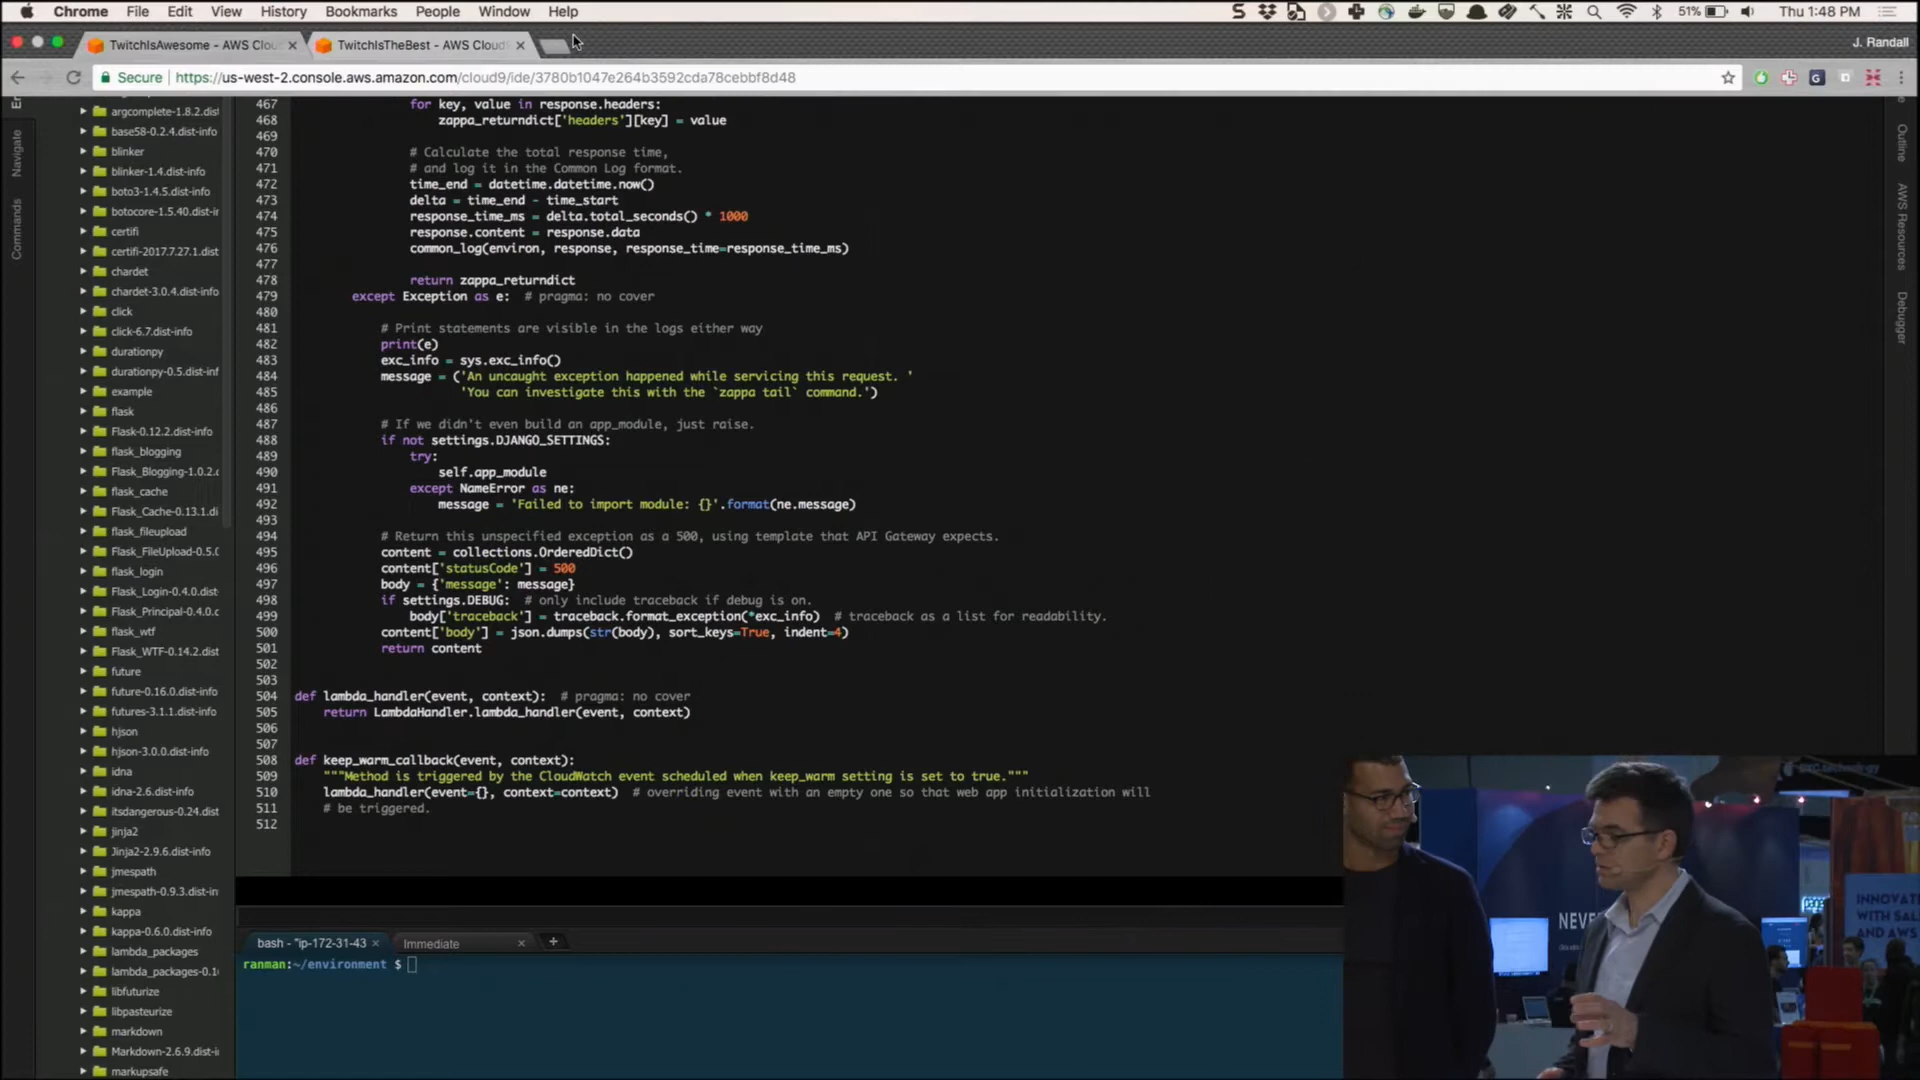 Chrome File Edit View History Bookmarks People Window Help
51% Thu 1:48 PM
TwitchIsAwesome - AWS Clou
TwitchIsTheBest - AWS Cloud
J. Randall
Secure https://us-west-2.console.aws.amazon.com/cloud9/ide/3780b1047e264b3592cda78cebbf8d48
Navigate
Commands
argcomplete-1.8.2.dist
base58-0.2.4.dist-info
blinker
blinker-1.4.dist-info
boto3-1.4.5.dist-info
botocore-1.5.40.dist-ir
certifi
certifi-2017.7.27.1.dist
chardet
chardet-3.0.4.dist-info
click
click-6.7.dist-info
durationpy
durationpy-0.5.dist-inf
example
flask
Flask-0.12.2.dist-info
flask_blogging
Flask_Blogging-1.0.2.c
flask_cache
Flask_Cache-0.13.1.di
flask_fileupload
Flask_FileUpload-0.5.0
flask_login
Flask_Login-0.4.0.dist-
Flask_Principal-0.4.0.c
flask_wtf
Flask_WTF-0.14.2.dist
future
future-0.16.0.dist-info
futures-3.1.1.dist-info
hjson
hjson-3.0.0.dist-info
idna
idna-2.6.dist-info
itsdangerous-0.24.dist
jinja2
Jinja2-2.9.6.dist-info
jmespath
jmespath-0.9.3.dist-in
kappa
kappa-0.6.0.dist-info
lambda_packages
lambda_packages-0.1
libfuturize
libpasteurize
markdown
Markdown-2.6.9.dist-i
markupsafe
467 for key, value in response.headers:
468 zappa_returndict['headers'][key] = value
469
470 # Calculate the total response time,
471 # and log it in the Common Log format.
472 time_end = datetime.datetime.now()
473 delta = time_end - time_start
474 response_time_ms = delta.total_seconds() * 1000
475 response.content = response.data
476 common_log(environ, response, response_time=response_time_ms)
477
478 return zappa_returndict
479 except Exception as e: # pragma: no cover
480
481 # Print statements are visible in the logs either way
482 print(e)
483 exc_info = sys.exc_info()
484 message = ('An uncaught exception happened while servicing this request. '
485 'You can investigate this with the `zappa tail` command.')
486
487 # If we didn't even build an app_module, just raise.
488 if not settings.DJANGO_SETTINGS:
489 try:
490 self.app_module
491 except NameError as ne:
492 message = 'Failed to import module: {}'.format(ne.message)
493
494 # Return this unspecified exception as a 500, using template that API Gateway expects.
495 content = collections.OrderedDict()
496 content['statusCode'] = 500
497 body = {'message': message}
498 if settings.DEBUG: # only include traceback if debug is on.
499 body['traceback'] = traceback.format_exception(*exc_info) # traceback as a list for readability.
500 content['body'] = json.dumps(str(body), sort_keys=True, indent=4)
501 return content
502
503
504 def lambda_handler(event, context): # pragma: no cover
505 return LambdaHandler.lambda_handler(event, context)
506
507
508 def keep_warm_callback(event, context):
509 """Method is triggered by the CloudWatch event scheduled when keep_warm setting is set to true."""
510 lambda_handler(event={}, context=context) # overriding event with an empty one so that web app initialization will
511 # be triggered.
512
Outline
AWS Resources
Debugger
bash - "ip-172-31-43
Immediate
ranman:~/environment $
DXC.technology
NEVE
INNOVATE
WITH SAL
AND AWS